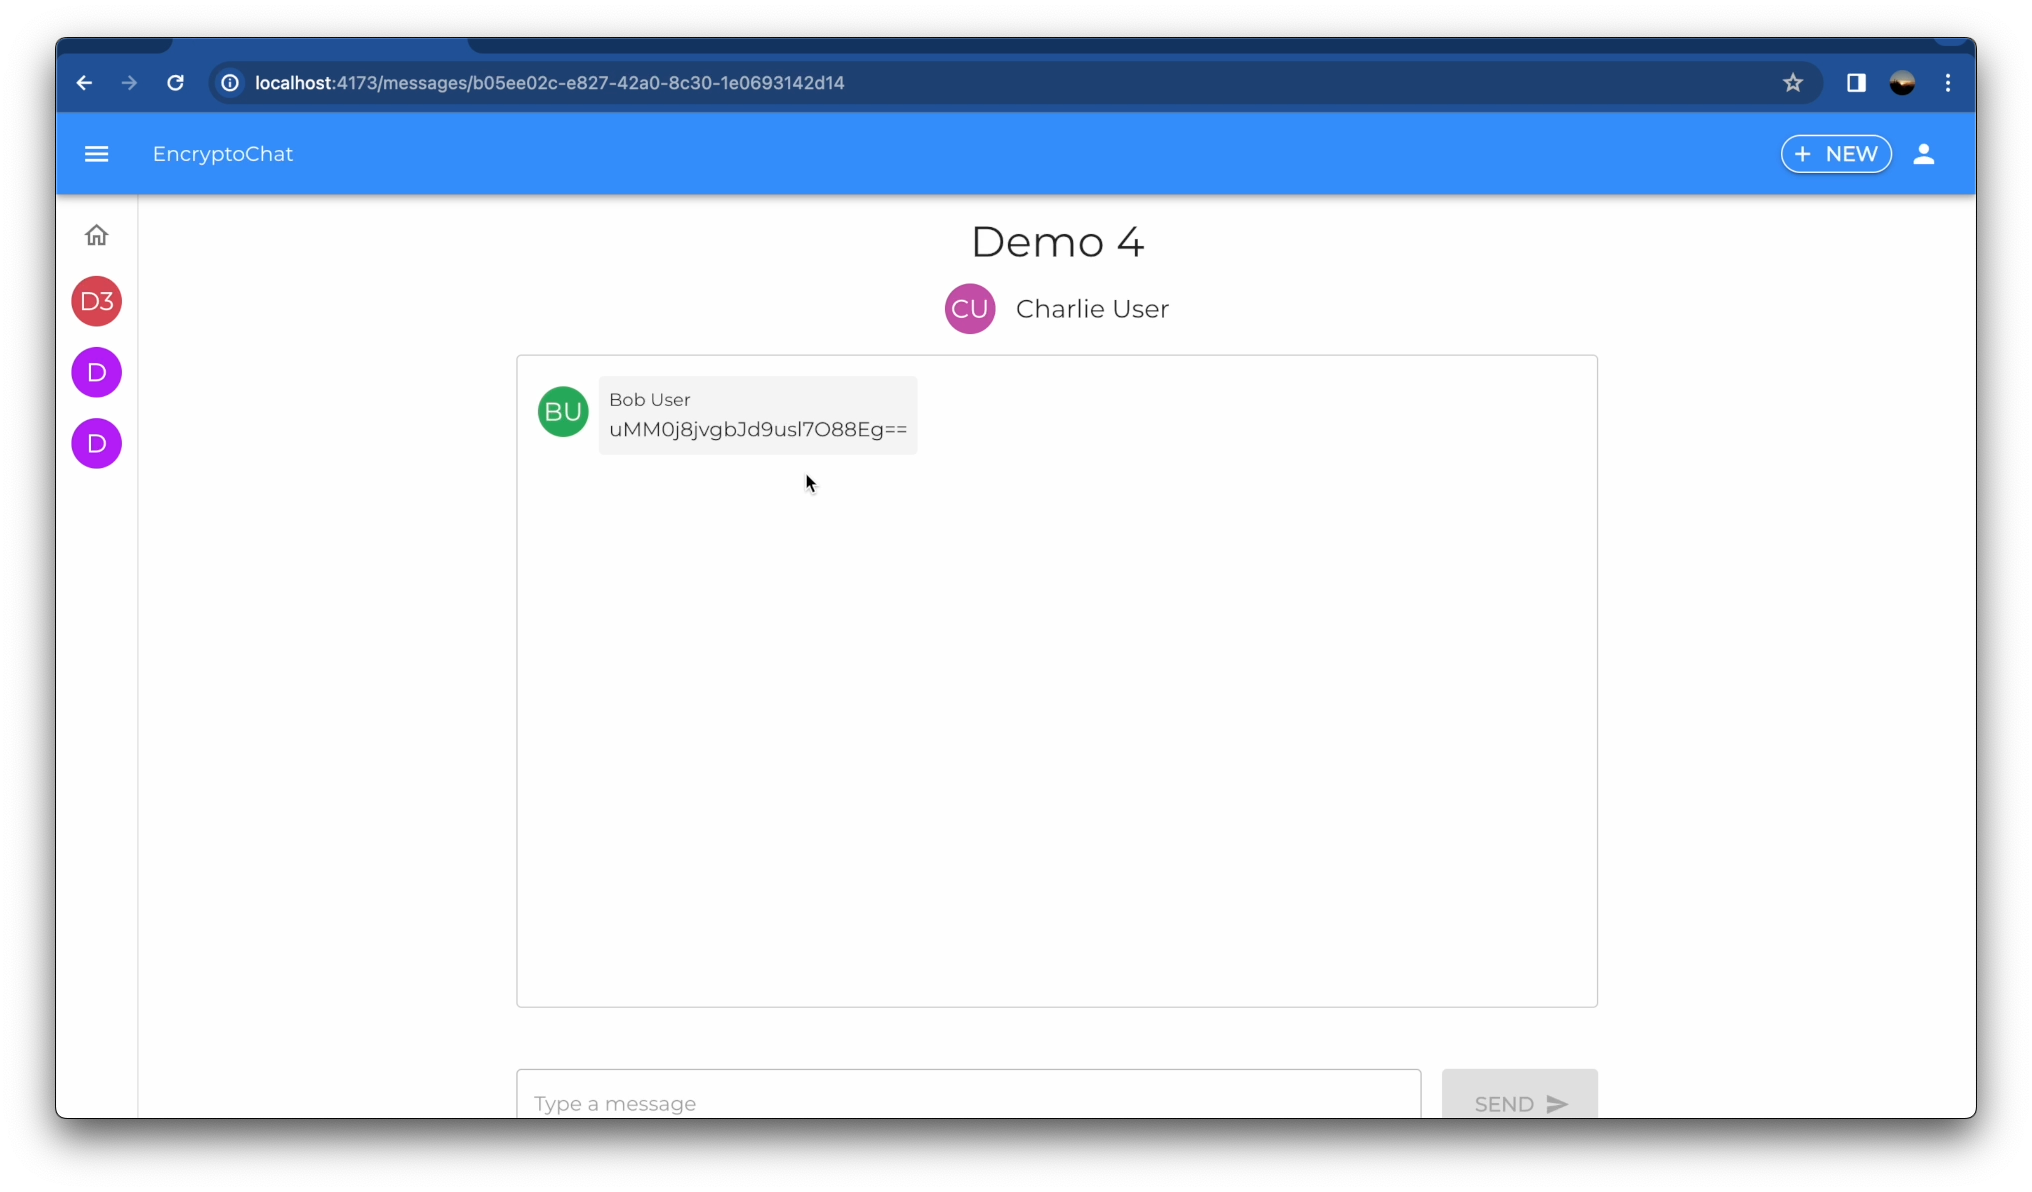 localhost:4173/messages/b05ee02c-e827-42a0-8c30-1e0693142d14
EncryptoChat
+ NEW
Demo 4
D3
CU Charlie User
D
BU
Bob User
uMM0j8jvgbJd9usl7O88Eg==
D
Type a message
SEND